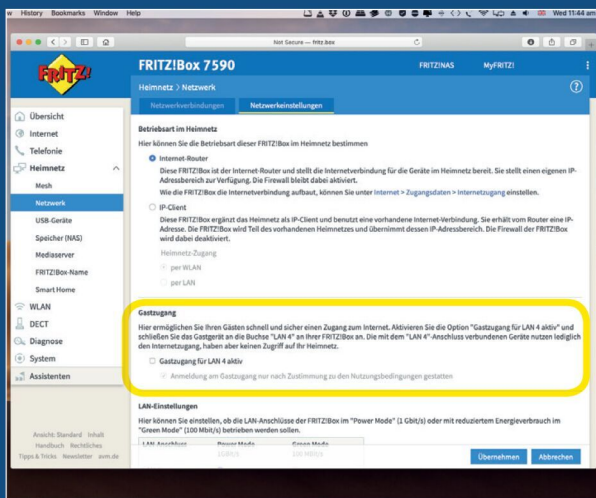 w History Bookmarks Window Help
Wed 11:44 am
Not Secure — fritz.box
FRITZ!
FRITZ!Box 7590
FRITZ!NAS
MyFRITZ!
Heimnetz > Netzwerk
Netzwerkverbindungen
Netzwerkeinstellungen
Übersicht
Internet
Telefonie
Heimnetz
Mesh
Netzwerk
USB-Geräte
Speicher (NAS)
Mediaserver
FRITZ!Box-Name
Smart Home
WLAN
DECT
Diagnose
System
Assistenten
Ansicht: Standard Inhalt
Handbuch Rechtliches
Tipps & Tricks Newsletter avm.de
Betriebsart im Heimnetz
Hier können Sie die Betriebsart dieser FRITZ!Box im Heimnetz bestimmen
Internet-Router
Diese FRITZ!Box ist der Internet-Router und stellt die Internetverbindung für die Geräte im Heimnetz bereit. Sie stellt einen eigenen IP-
Adressbereich zur Verfügung. Die Firewall bleibt dabei aktiviert.
Wie die FRITZ!Box die Internetverbindung aufbaut, können Sie unter Internet > Zugangsdaten > Internetzugang einstellen.
IP-Client
Diese FRITZ!Box ergänzt das Heimnetz als IP-Client und benutzt eine vorhandene Internet-Verbindung. Sie erhält vom Router eine IP-
Adresse. Die FRITZ!Box wird Teil des vorhandenen Heimnetzes und übernimmt dessen IP-Adressbereich. Die Firewall der FRITZ!Box
wird dabei deaktiviert.
Heimnetz-Zugang
per WLAN
per LAN
Gastzugang
Hier ermöglichen Sie Ihren Gästen schnell und sicher einen Zugang zum Internet. Aktivieren Sie die Option "Gastzugang für LAN 4 aktiv" und
schließen Sie das Gastgerät an die Buchse "LAN 4" an Ihrer FRITZ!Box an. Die mit dem "LAN 4"-Anschluss verbundenen Geräte nutzen lediglich
den Internetzugang, haben aber keinen Zugriff auf Ihr Heimnetz.
Gastzugang für LAN 4 aktiv
Anmeldung am Gastzugang nur nach Zustimmung zu den Nutzungsbedingungen gestatten
LAN-Einstellungen
Hier können Sie einstellen, ob die LAN-Anschlüsse der FRITZ!Box im "Power Mode" (1 Gbit/s) oder mit reduziertem Energieverbrauch im
"Green Mode" (100 Mbit/s) betrieben werden sollen.
LAN-Anschluss Power Mode Green Mode
1Gbit/s 100 Mbit/s
Übernehmen
Abbrechen